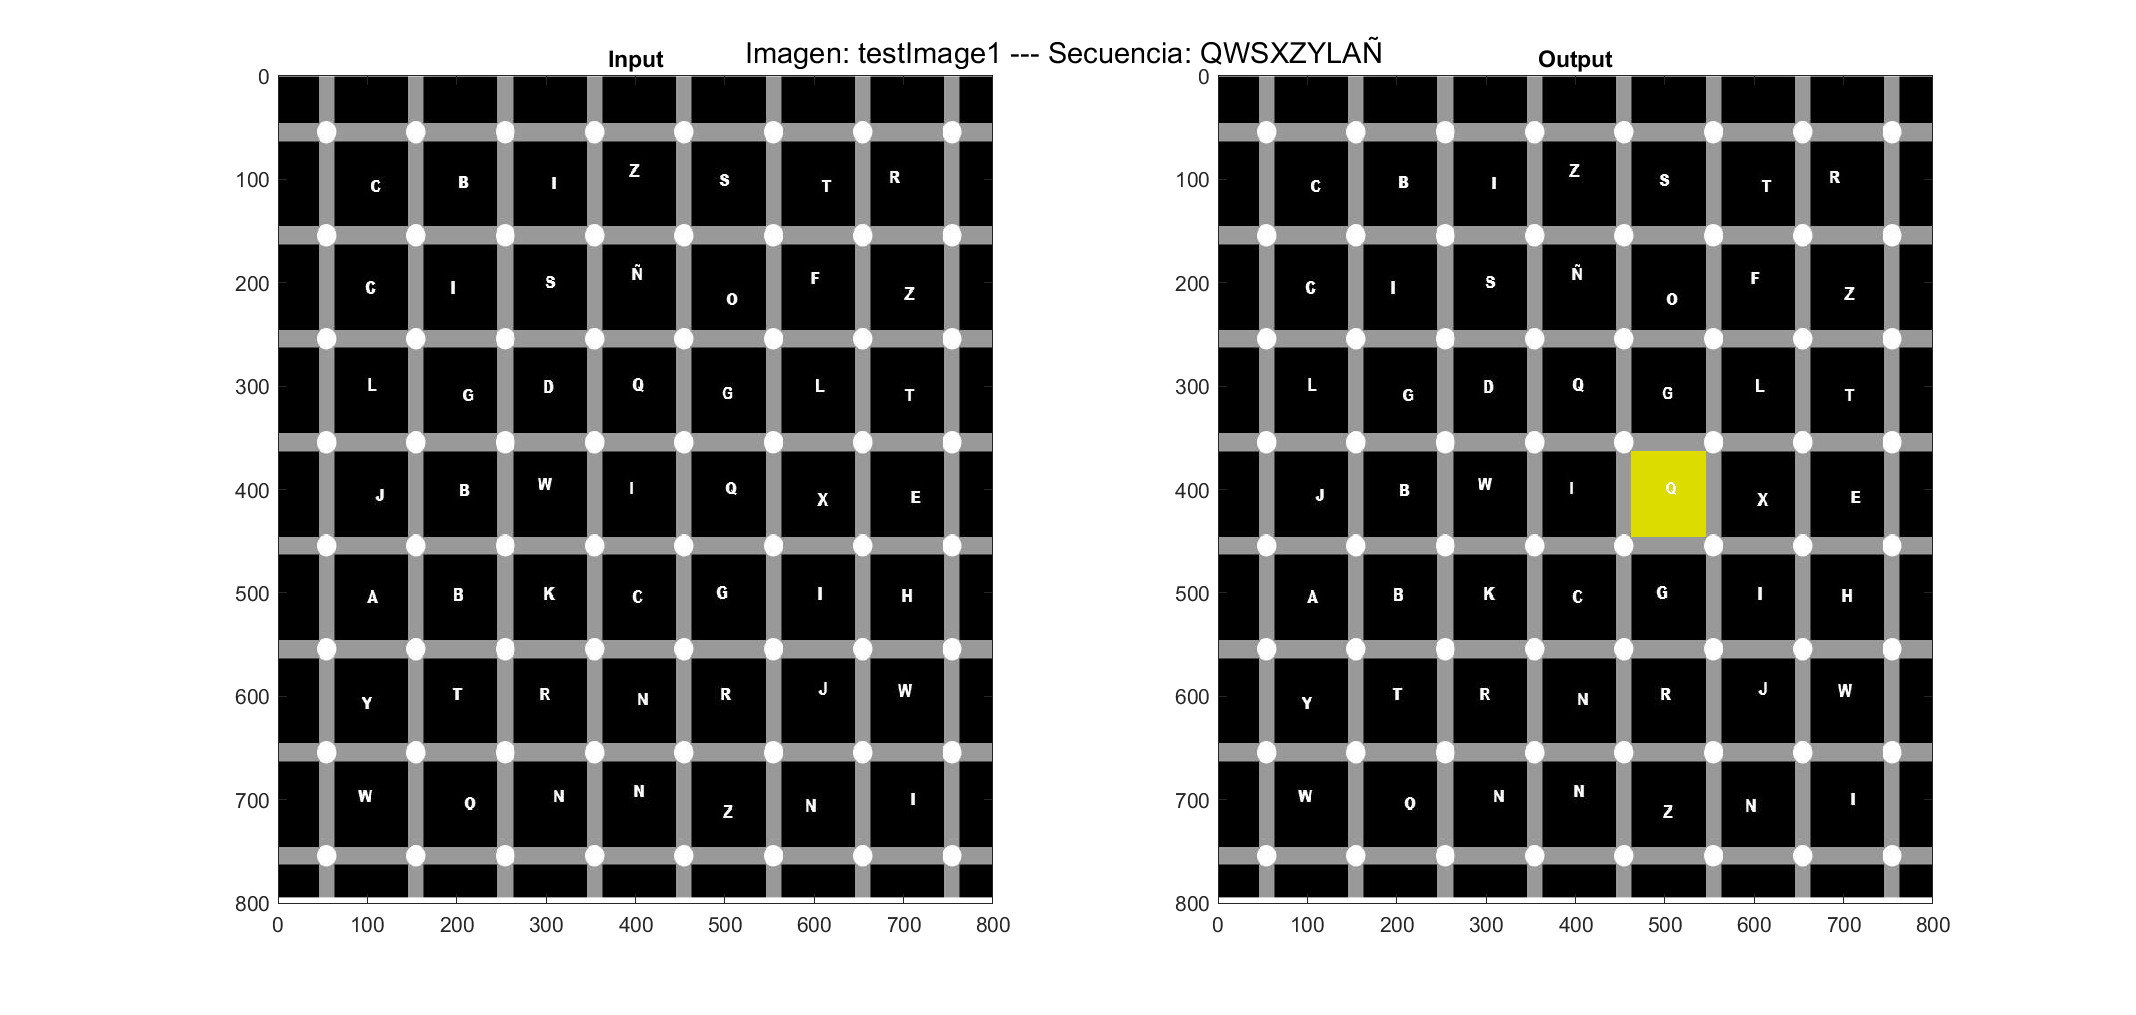 Imagen: testImage1 --- Secuencia: QWSXZYLAÑ
Input
0
100
200
300
400
500
600
700
800
C B I Z S T R
C I S Ñ O F Z
L G D Q G L T
J B W I Q X E
A B K C G I H
Y T R N R J W
W O N N Z N I
0 100 200 300 400 500 600 700 800
Output
0
100
200
300
400
500
600
700
800
C B I Z S T R
C I S Ñ O F Z
L G D Q G L T
J B W I Q X E
A B K C G I H
Y T R N R J W
W O N N Z N I
0 100 200 300 400 500 600 700 800